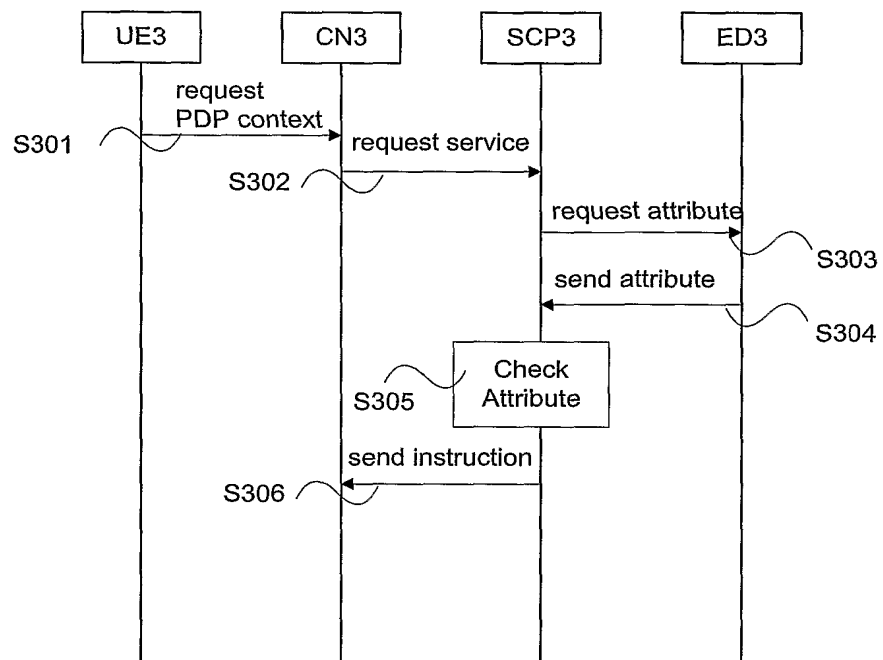 UE3
CN3
SCP3
ED3
request
PDP context
S301
request service
S302
request attribute
S303
send attribute
S304
Check
Attribute
S305
send instruction
S306